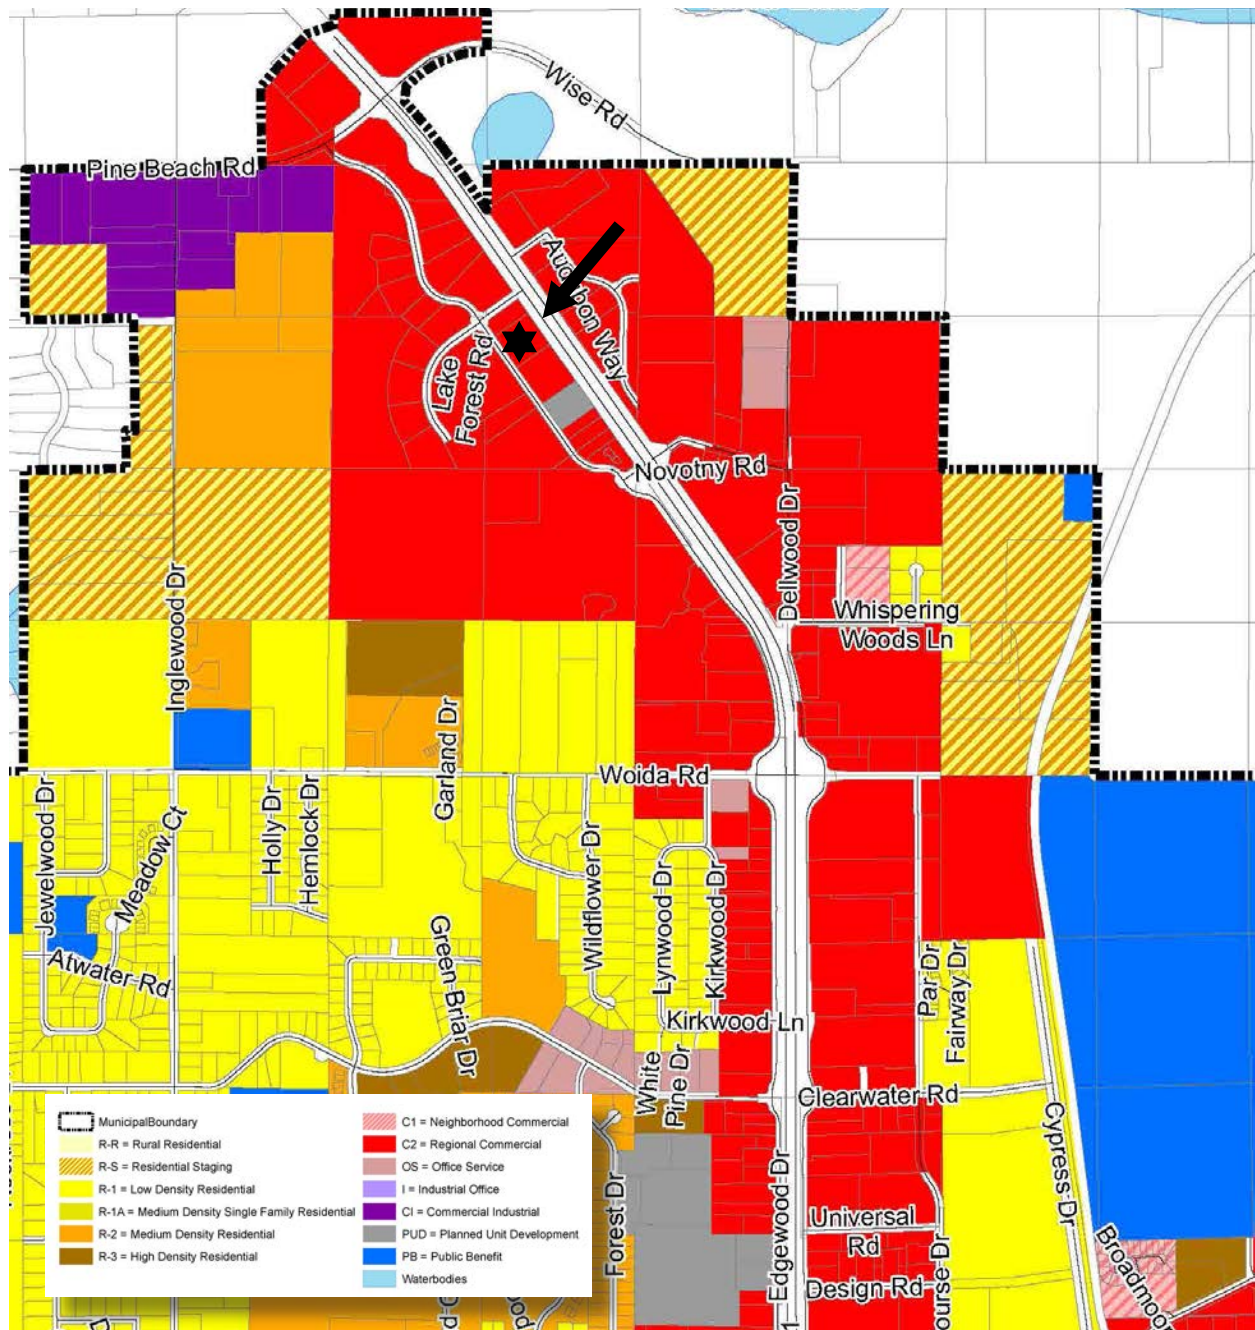 Wise Rd
Pine Beach Rd
Audubon Way
Lake
Forest Rd
Novotny Rd
Dellwood Dr
Whispering
Woods Ln
Inglewood Dr
Garland Dr
Woida Rd
Jewelwood Dr
Meadow Ct
Holly Dr
Hemlock Dr
Wildflower Dr
Lynwood Dr
Kirkwood Dr
Atwater Rd
Green Briar Dr
Par Dr
Fairway Dr
Kirkwood Ln
White
Pine Dr
Clearwater Rd
Cypress Dr
Edgewood Dr
Universal
Rd
Design Rd
Forest Dr
ourse Dr
Broadmoor
MunicipalBoundary
R-R = Rural Residential
R-S = Residential Staging
R-1 = Low Density Residential
R-1A = Medium Density Single Family Residential
R-2 = Medium Density Residential
R-3 = High Density Residential
C1 = Neighborhood Commercial
C2 = Regional Commercial
OS = Office Service
I = Industrial Office
CI = Commercial Industrial
PUD = Planned Unit Development
PB = Public Benefit
Waterbodies